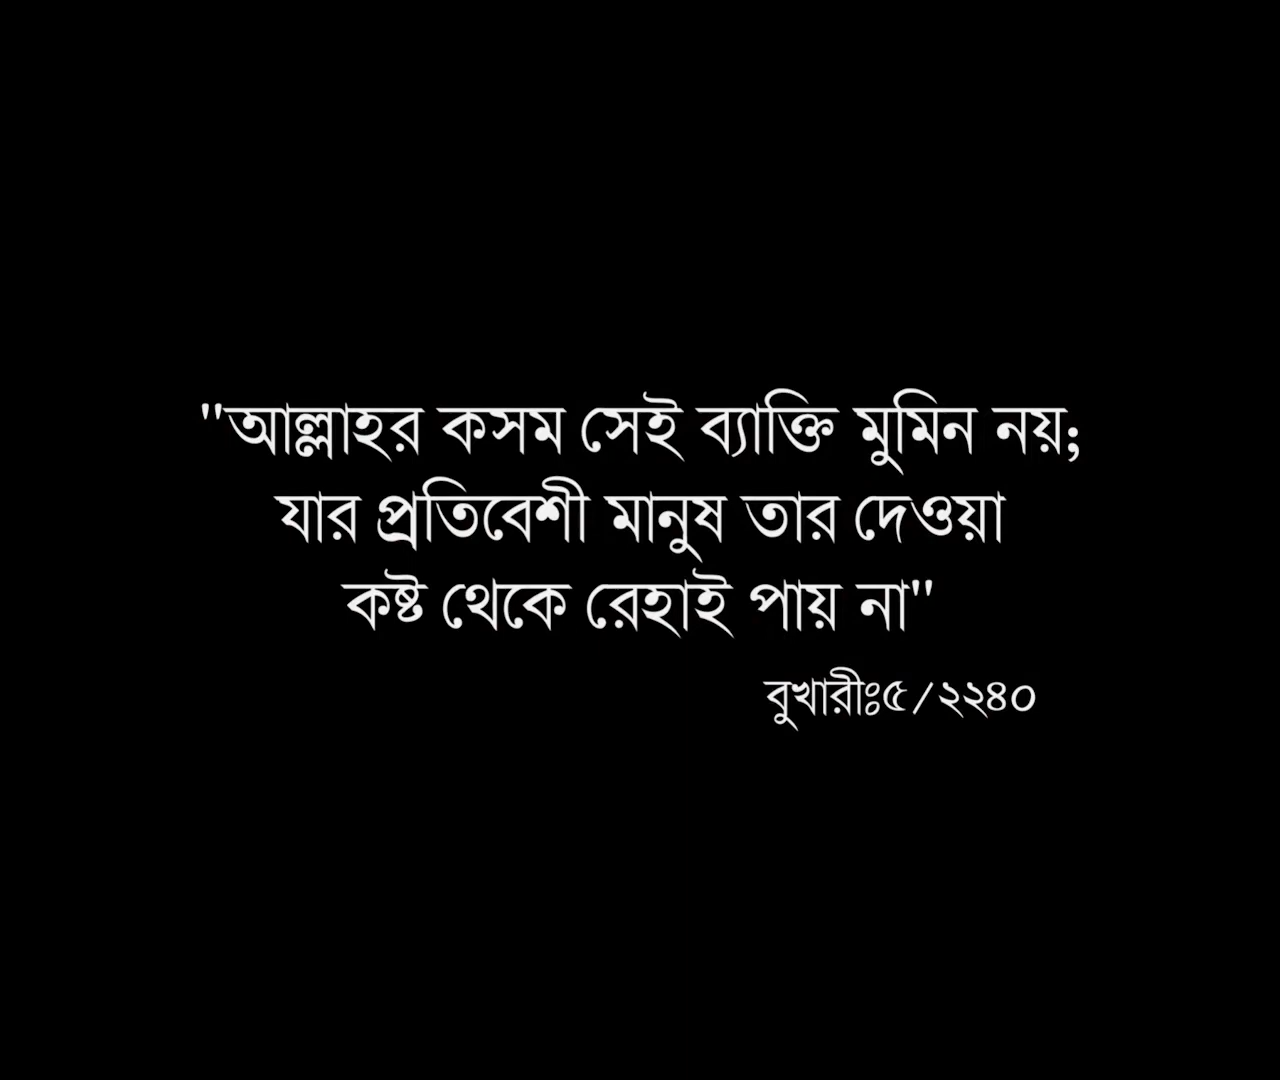 "আল্লাহর কসম সেই ব্যাক্তি মুমিন নয়;
যার প্রতিবেশী মানুষ তার দেওয়া
কষ্ট থেকে রেহাই পায় না"
বুখারীঃ৫/২২৪০